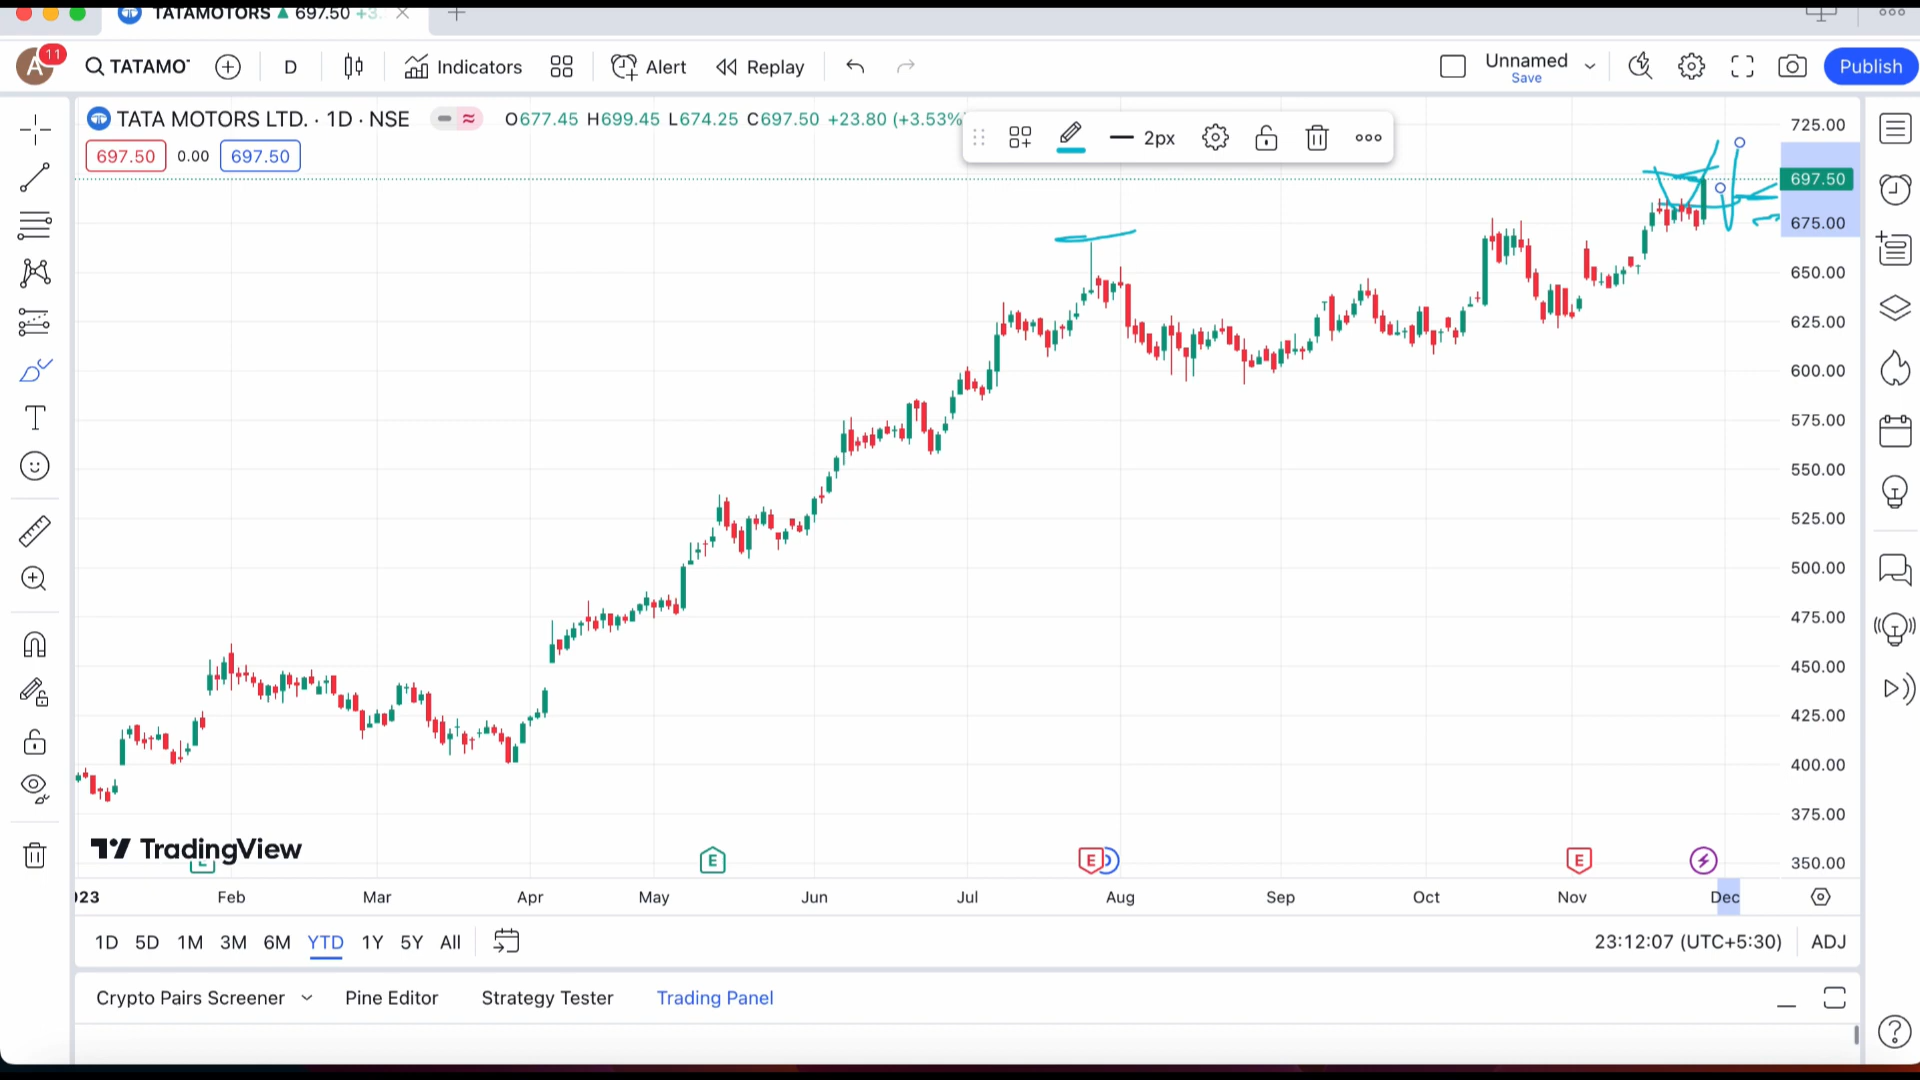 TATAMOTORS ▲ 697.50 +3.
A 11 TATAMO D Indicators Alert Replay Unnamed Save Publish
TATA MOTORS LTD. · 1D · NSE O677.45 H699.45 L674.25 C697.50 +23.80 (+3.53%
697.50 0.00 697.50
2px
725.00
697.50
675.00
650.00
625.00
600.00
575.00
550.00
525.00
500.00
475.00
450.00
425.00
400.00
375.00
350.00
TradingView
E E E E
023 Feb Mar Apr May Jun Jul Aug Sep Oct Nov Dec
1D 5D 1M 3M 6M YTD 1Y 5Y All 23:12:07 (UTC+5:30) ADJ
Crypto Pairs Screener Pine Editor Strategy Tester Trading Panel